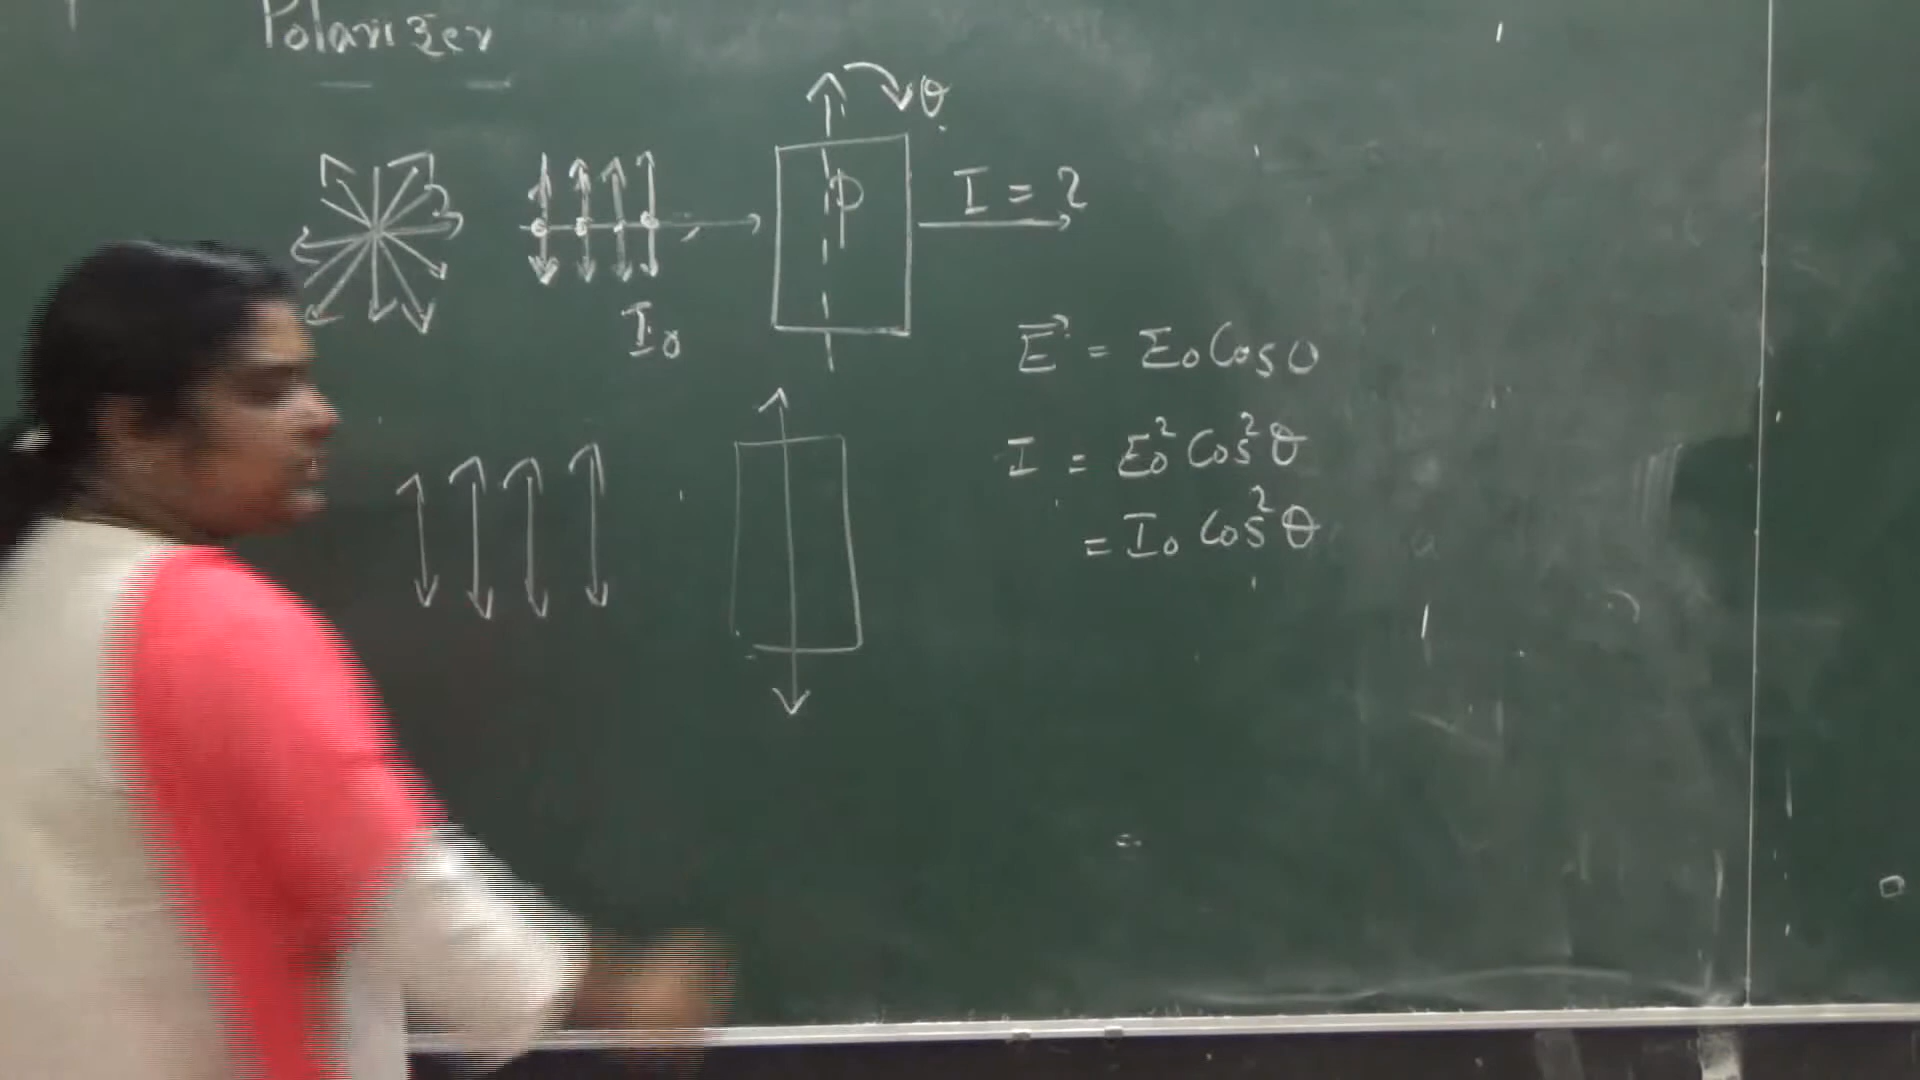 Polarizer
θ
P
I = ?
I₀
E⃗ = E₀ Cos θ
I = E₀² Cos² θ
= I₀ Cos² θ